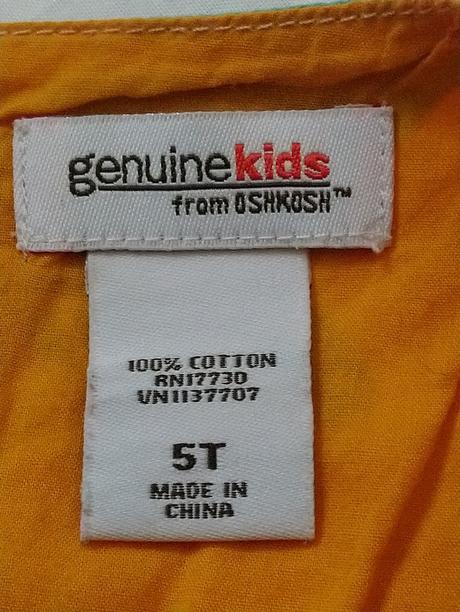 genuinekids
from OSHKOSH™
100% COTTON
RN17730
VN1137707
5T
MADE IN
CHINA